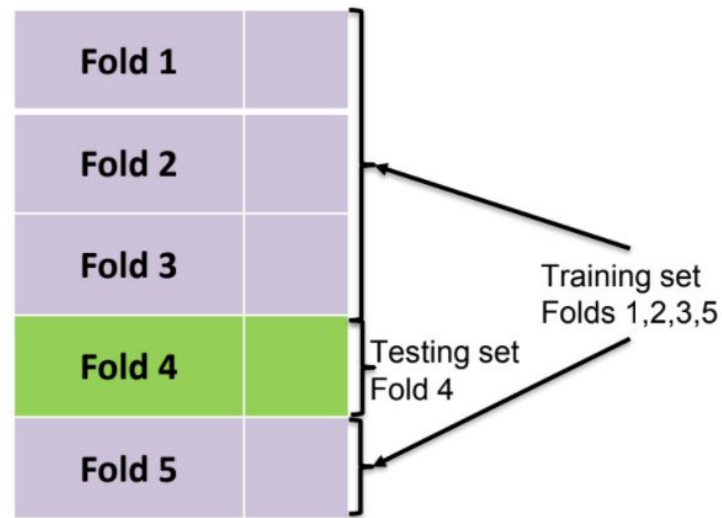 Fold 1
Fold 2
Fold 3
Fold 4
Fold 5
Testing set
Fold 4
Training set
Folds 1,2,3,5